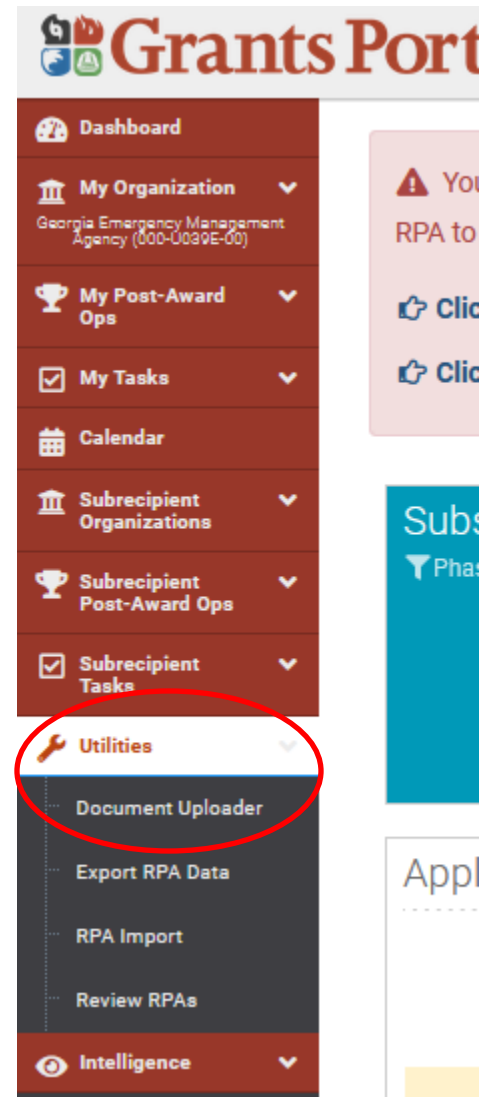 Grants Port
Dashboard
My Organization
Georgia Emergency Management
Agency (000-U039E-00)
My Post-Award
Ops
My Tasks
Calendar
Subrecipient
Organizations
Subrecipient
Post-Award Ops
Subrecipient
Tasks
Utilities
Document Uploader
Export RPA Data
RPA Import
Review RPAs
Intelligence
You
RPA to
Clic
Clic
Subs
Phas
Appl